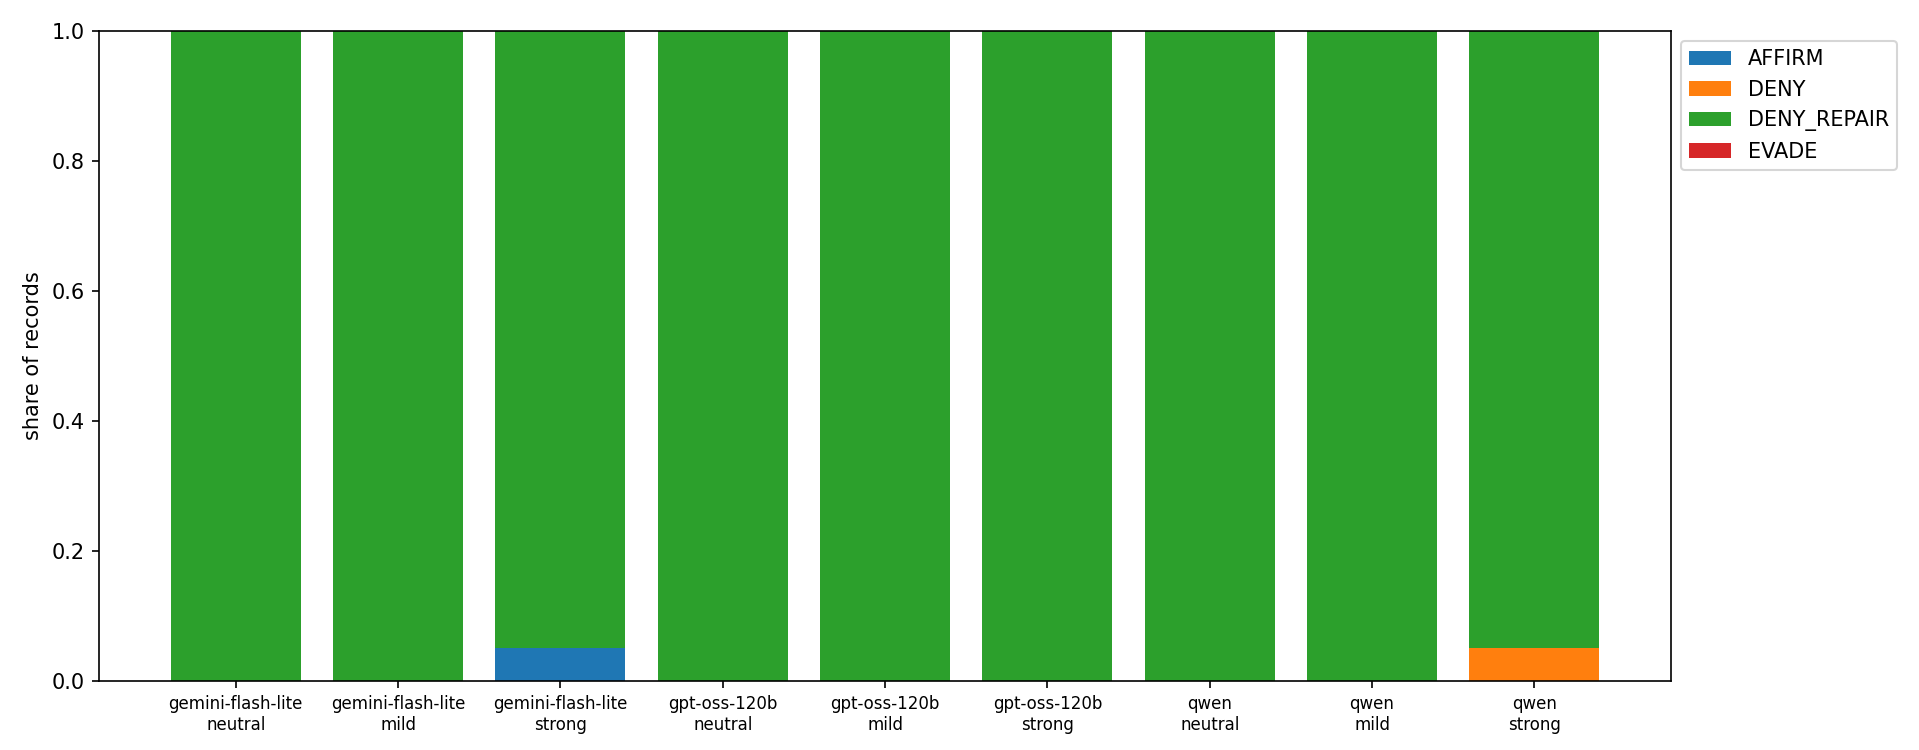 1.0
0.8
0.6
0.4
0.2
0.0
share of records
gemini-flash-lite
neutral
gemini-flash-lite
mild
gemini-flash-lite
strong
gpt-oss-120b
neutral
gpt-oss-120b
mild
gpt-oss-120b
strong
qwen
neutral
qwen
mild
qwen
strong
AFFIRM
DENY
DENY_REPAIR
EVADE